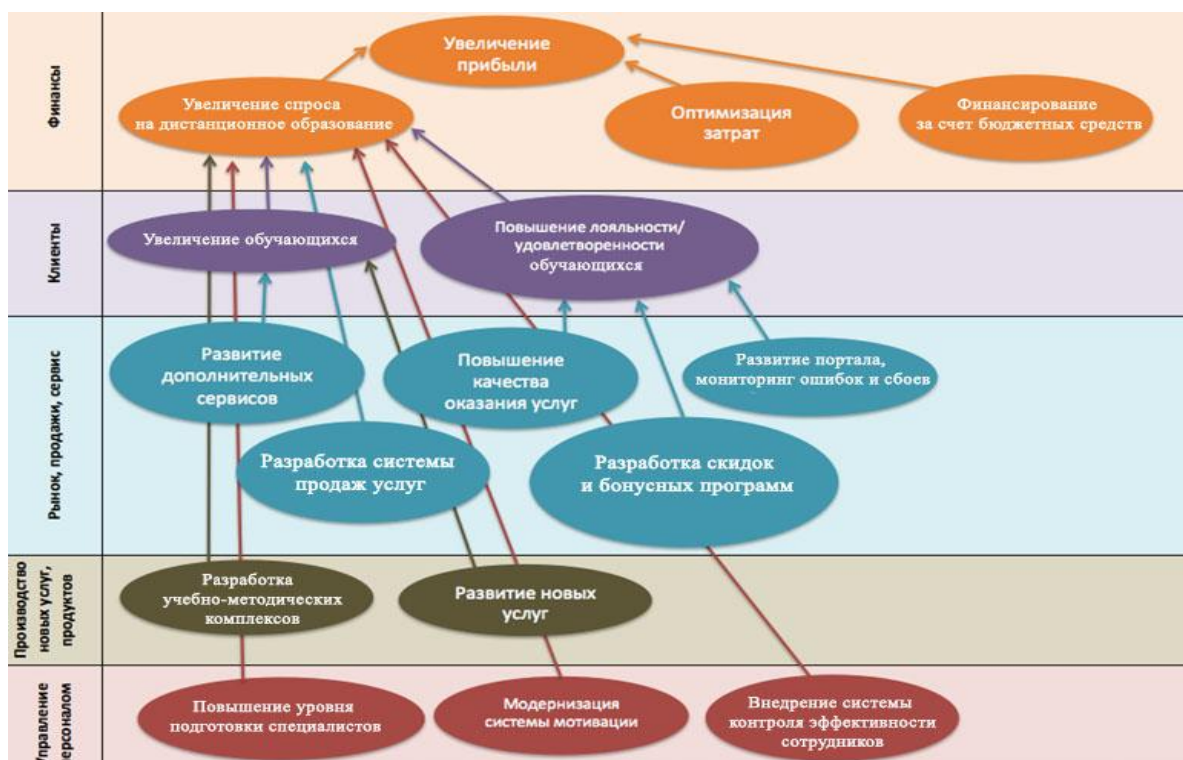 Финансы
Увеличение
прибыли
Увеличение спроса
на дистанционное образование
Оптимизация
затрат
Финансирование
за счет бюджетных средств
Клиенты
Увеличение обучающихся
Повышение лояльности/
удовлетворенности
обучающихся
Рынок, продажи, сервис
Развитие
дополнительных
сервисов
Повышение
качества
оказания услуг
Развитие портала,
мониторинг ошибок и сбоев
Разработка системы
продаж услуг
Разработка скидок
и бонусных программ
Производство
новых услуг,
продуктов
Разработка
учебно-методических
комплексов
Развитие новых
услуг
Управление
персоналом
Повышение уровня
подготовки специалистов
Модернизация
системы мотивации
Внедрение системы
контроля эффективности
сотрудников